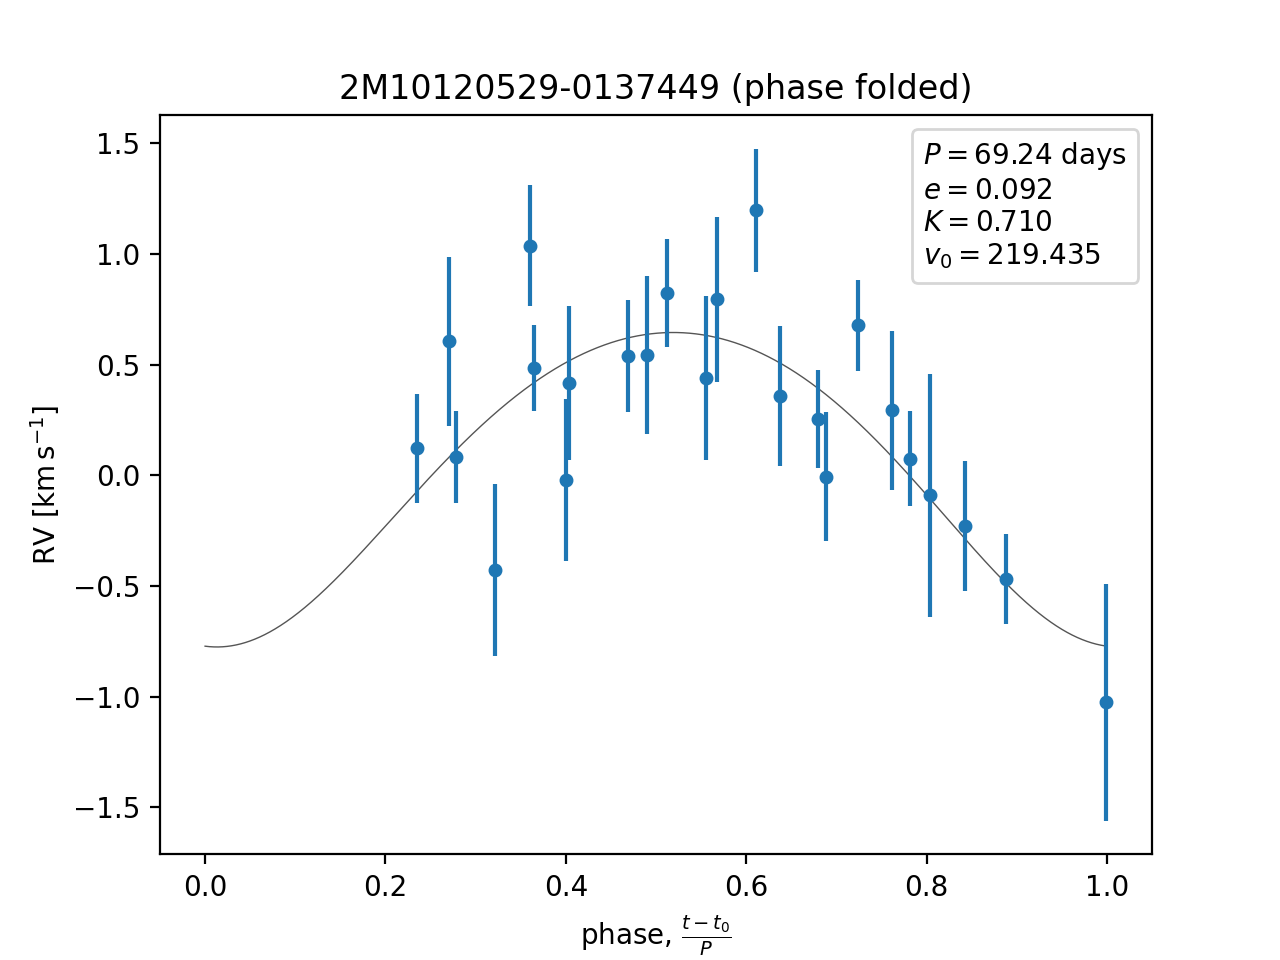 2M10120529-0137449 (phase folded)
P = 69.24 days
e = 0.092
K = 0.710
v₀ = 219.435
RV [km s⁻¹]
1.5
1.0
0.5
0.0
−0.5
−1.0
−1.5
0.0 0.2 0.4 0.6 0.8 1.0
phase, (t − t₀)/P